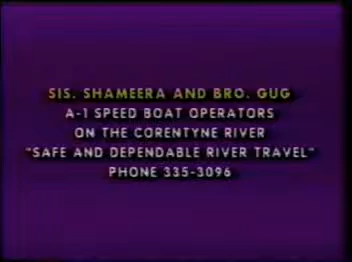 SIS. SHAMEERA AND BRO. GUG
A-1 SPEED BOAT OPERATORS
ON THE CORENTYNE RIVER
"SAFE AND DEPENDABLE RIVER TRAVEL"
PHONE 335-3096